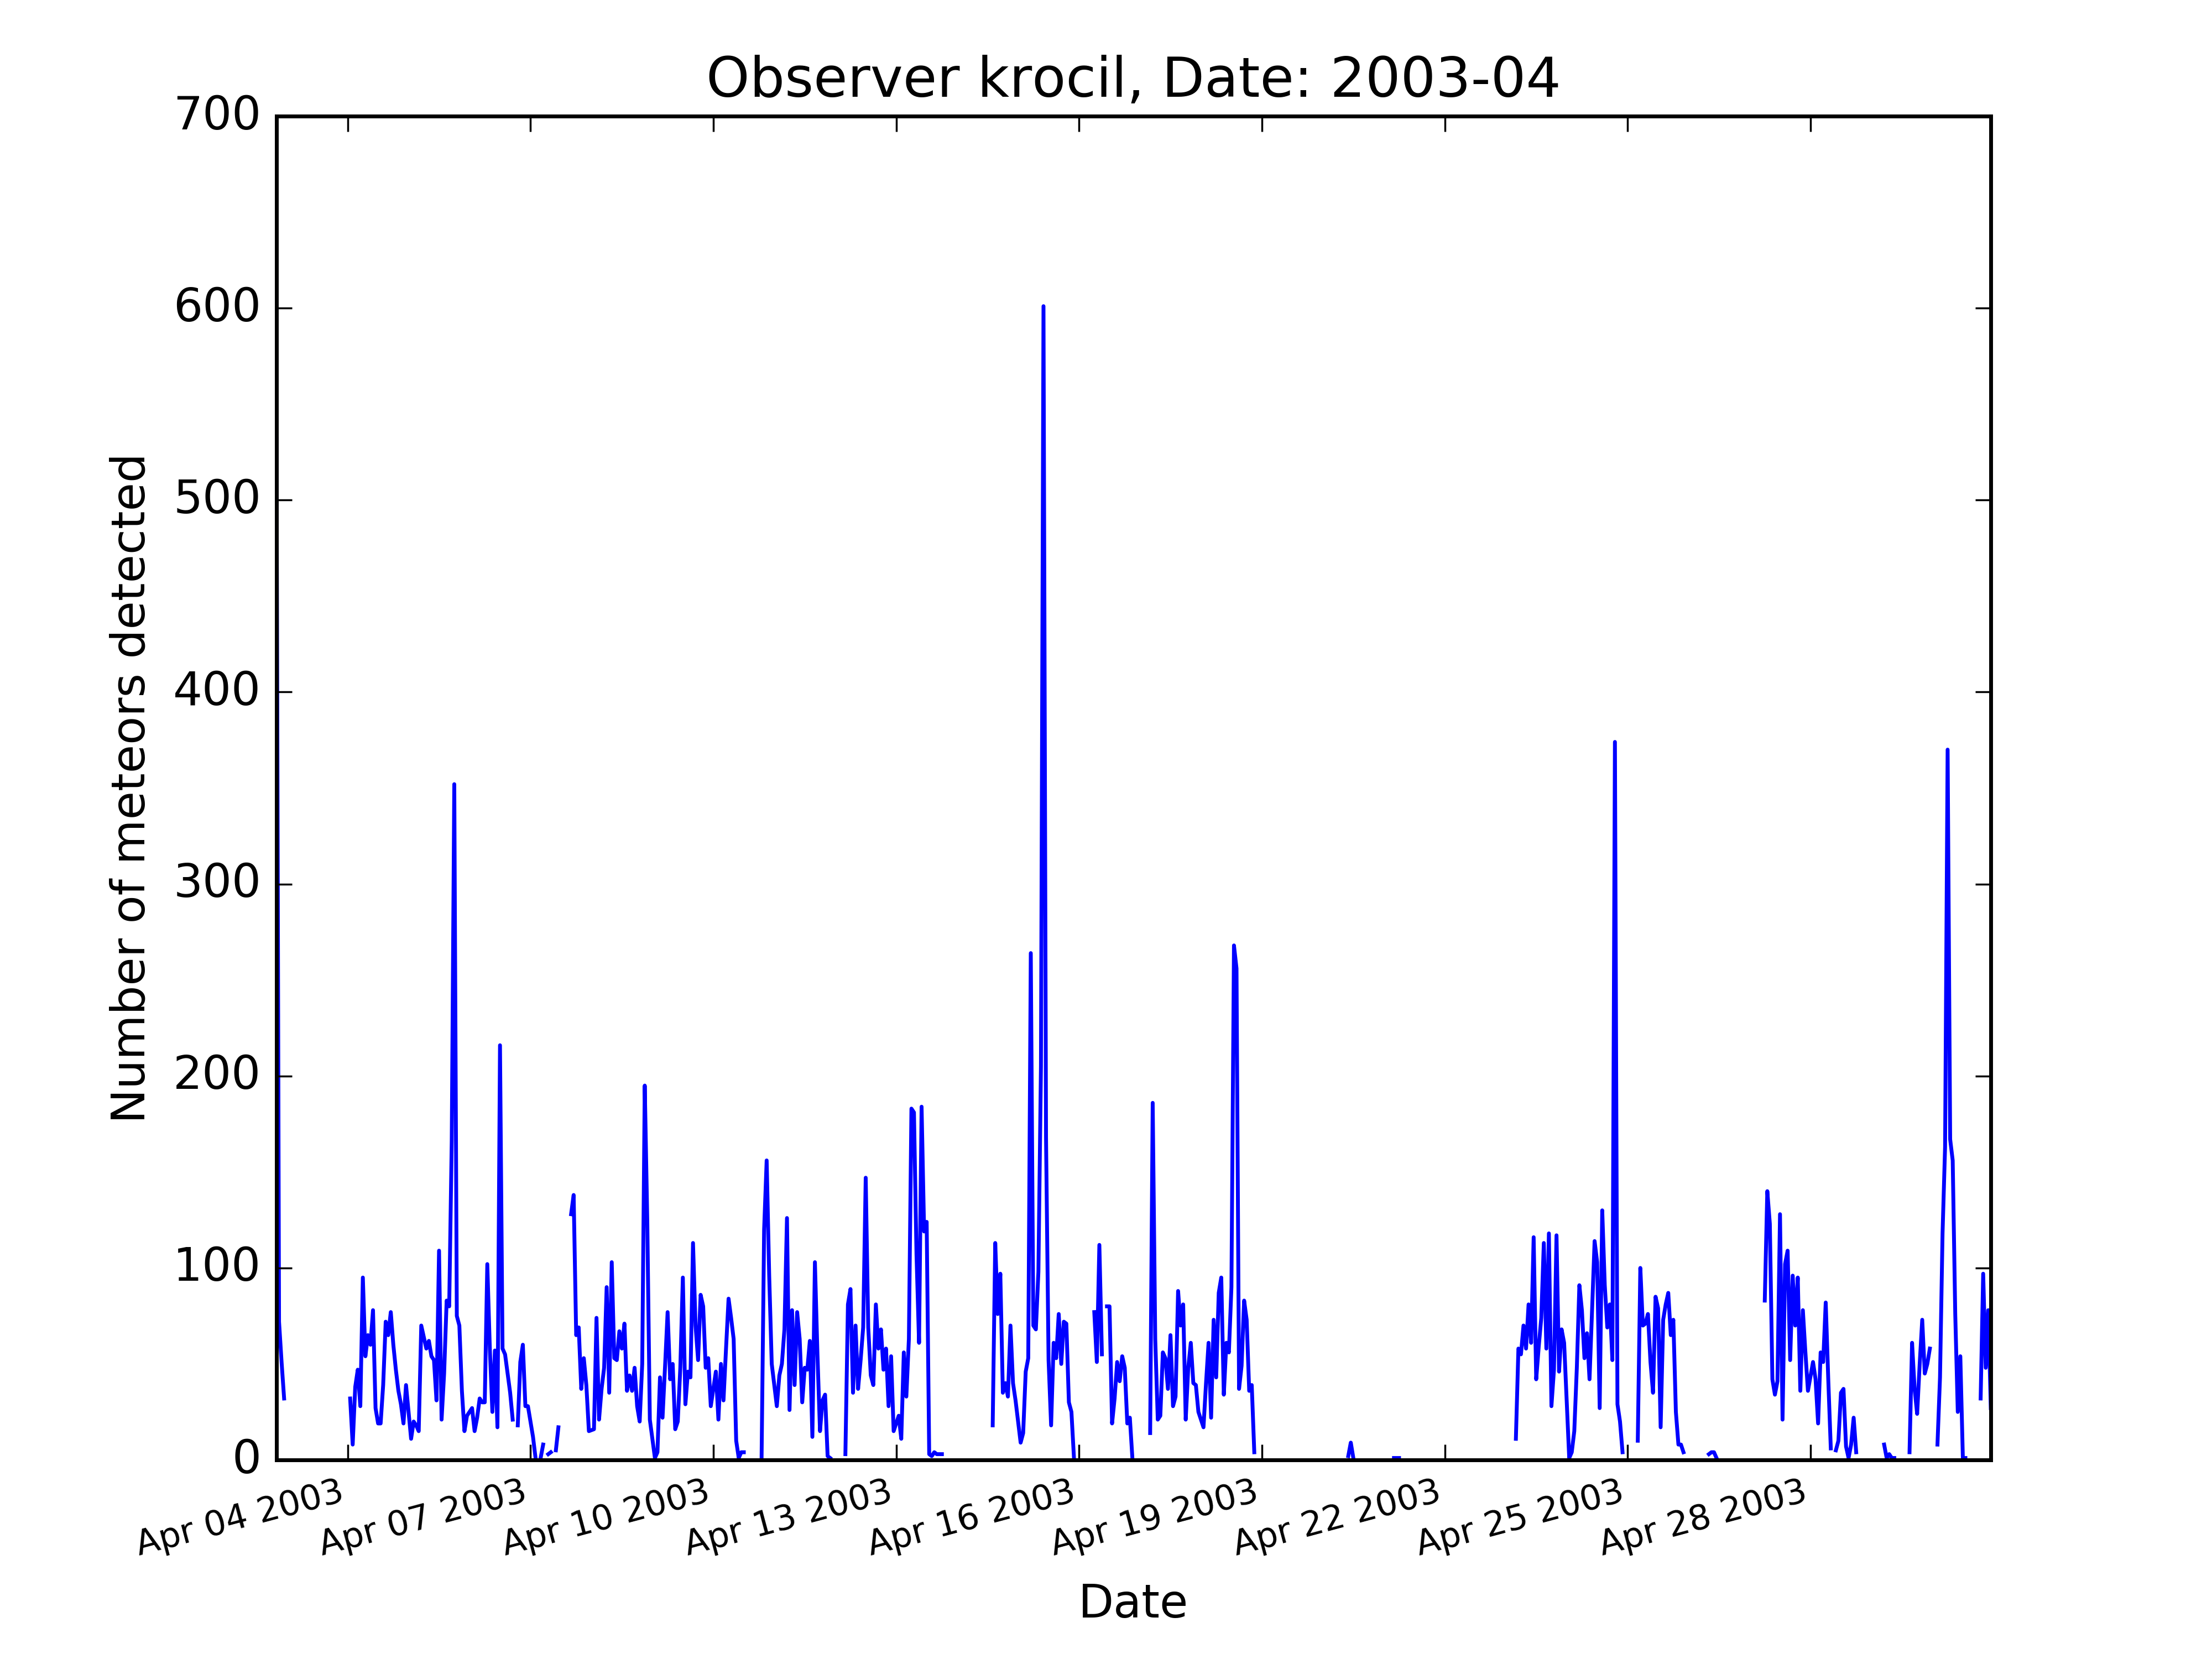 Observer krocil, Date: 2003-04
Number of meteors detected
700
600
500
400
300
200
100
0
Apr 04 2003
Apr 07 2003
Apr 10 2003
Apr 13 2003
Apr 16 2003
Apr 19 2003
Apr 22 2003
Apr 25 2003
Apr 28 2003
Date